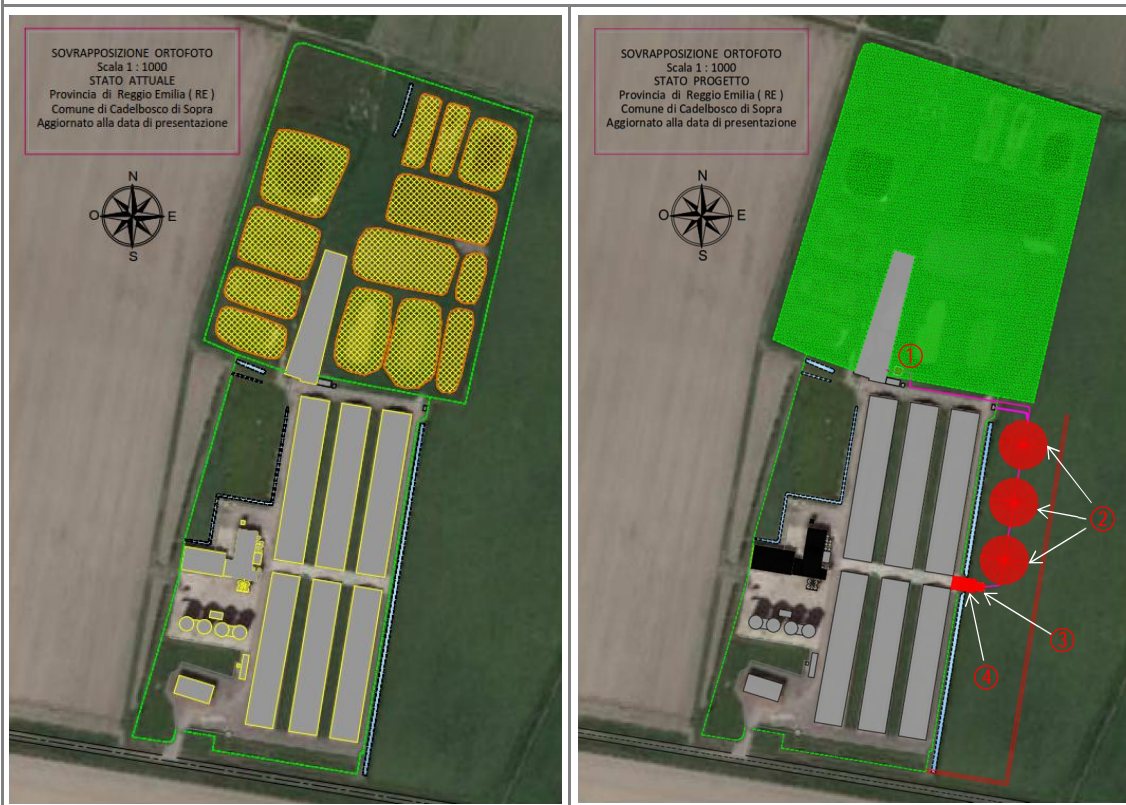 SOVRAPPOSIZIONE ORTOFOTO
Scala 1 : 1000
STATO ATTUALE
Provincia di Reggio Emilia ( RE )
Comune di Cadelbosco di Sopra
Aggiornato alla data di presentazione
N
O
E
S
SOVRAPPOSIZIONE ORTOFOTO
Scala 1 : 1000
STATO PROGETTO
Provincia di Reggio Emilia ( RE )
Comune di Cadelbosco di Sopra
Aggiornato alla data di presentazione
N
O
E
S
①
②
③
④